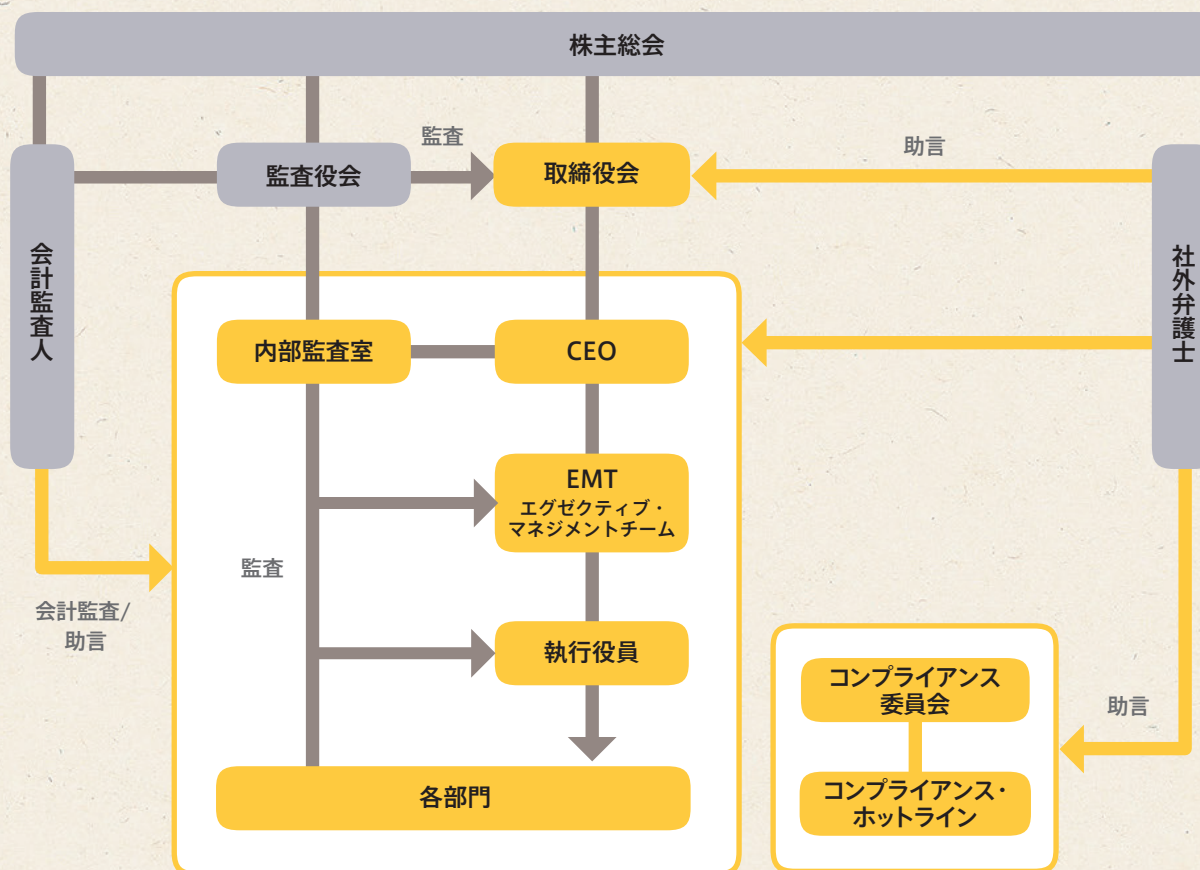 株主総会
監査
助言
監査役会
取締役会
会計監査人
社外弁護士
内部監査室
CEO
EMT
エグゼクティブ・
マネジメントチーム
監査
会計監査/
助言
執行役員
コンプライアンス
委員会
助言
各部門
コンプライアンス・
ホットライン